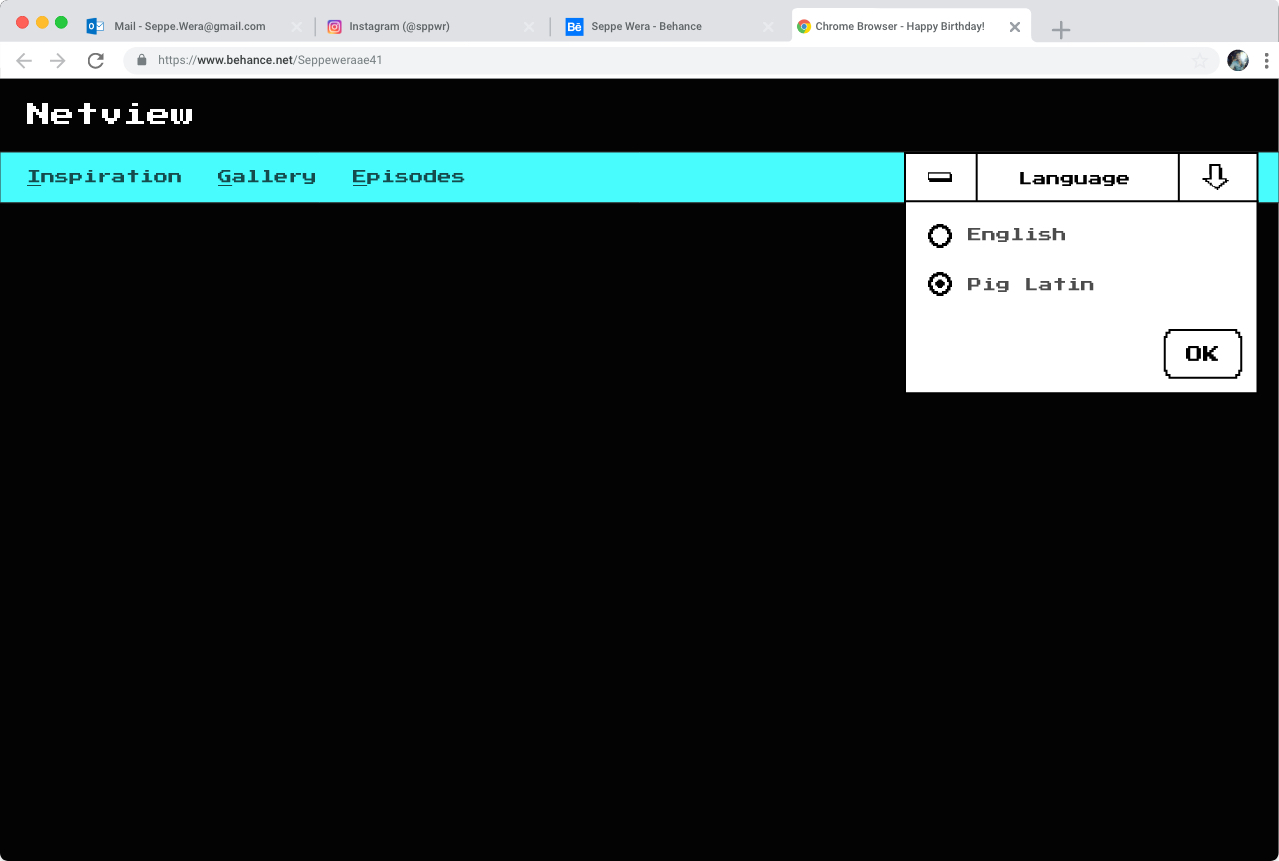 Mail - Seppe.Wera@gmail.com Instagram (@sppwr) Bē Seppe Wera - Behance Chrome Browser - Happy Birthday!
https://www.behance.net/Seppeweraae41
Netview
Inspiration Gallery Episodes
Language
English
Pig Latin
OK